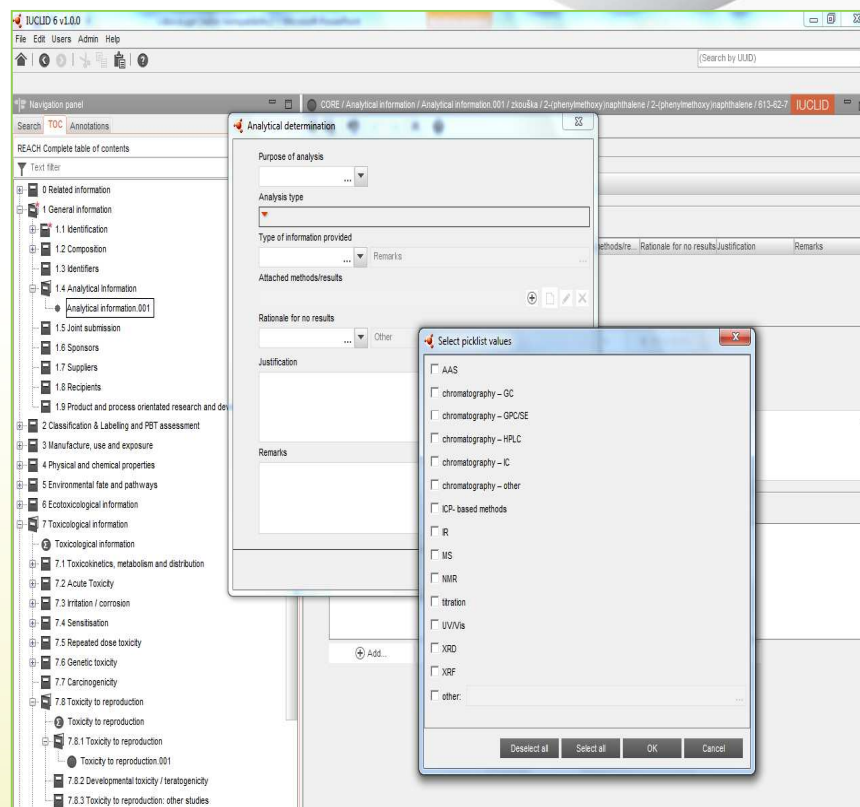 IUCLID 6 v1.0.0
File Edit Users Admin Help
(Search by UUID)
Navigation panel
CORE / Analytical information / Analytical information.001 / zkouška / 2-(phenylmethoxy)naphthalene / 2-(phenylmethoxy)naphthalene / 613-62-7
IUCLID
Search TOC Annotations
REACH Complete table of contents
Text filter
0 Related information
1 General information
1.1 Identification
1.2 Composition
1.3 Identifiers
1.4 Analytical Information
Analytical information.001
1.5 Joint submission
1.6 Sponsors
1.7 Suppliers
1.8 Recipients
1.9 Product and process orientated research and dev
2 Classification & Labelling and PBT assessment
3 Manufacture, use and exposure
4 Physical and chemical properties
5 Environmental fate and pathways
6 Ecotoxicological information
7 Toxicological information
Toxicological information
7.1 Toxicokinetics, metabolism and distribution
7.2 Acute Toxicity
7.3 Irritation / corrosion
7.4 Sensitisation
7.5 Repeated dose toxicity
7.6 Genetic toxicity
7.7 Carcinogenicity
7.8 Toxicity to reproduction
Toxicity to reproduction
7.8.1 Toxicity to reproduction
Toxicity to reproduction.001
7.8.2 Developmental toxicity / teratogenicity
7.8.3 Toxicity to reproduction: other studies
Analytical determination
Purpose of analysis
...
Analysis type
Type of information provided
... Remarks ...
Attached methods/results
Rationale for no results
... Other
Justification
Remarks
ethods/re... Rationale for no results Justification Remarks
Add...
Select picklist values
AAS
chromatography – GC
chromatography – GPC/SE
chromatography – HPLC
chromatography – IC
chromatography – other
ICP- based methods
IR
MS
NMR
titration
UV/Vis
XRD
XRF
other: ...
Deselect all Select all OK Cancel